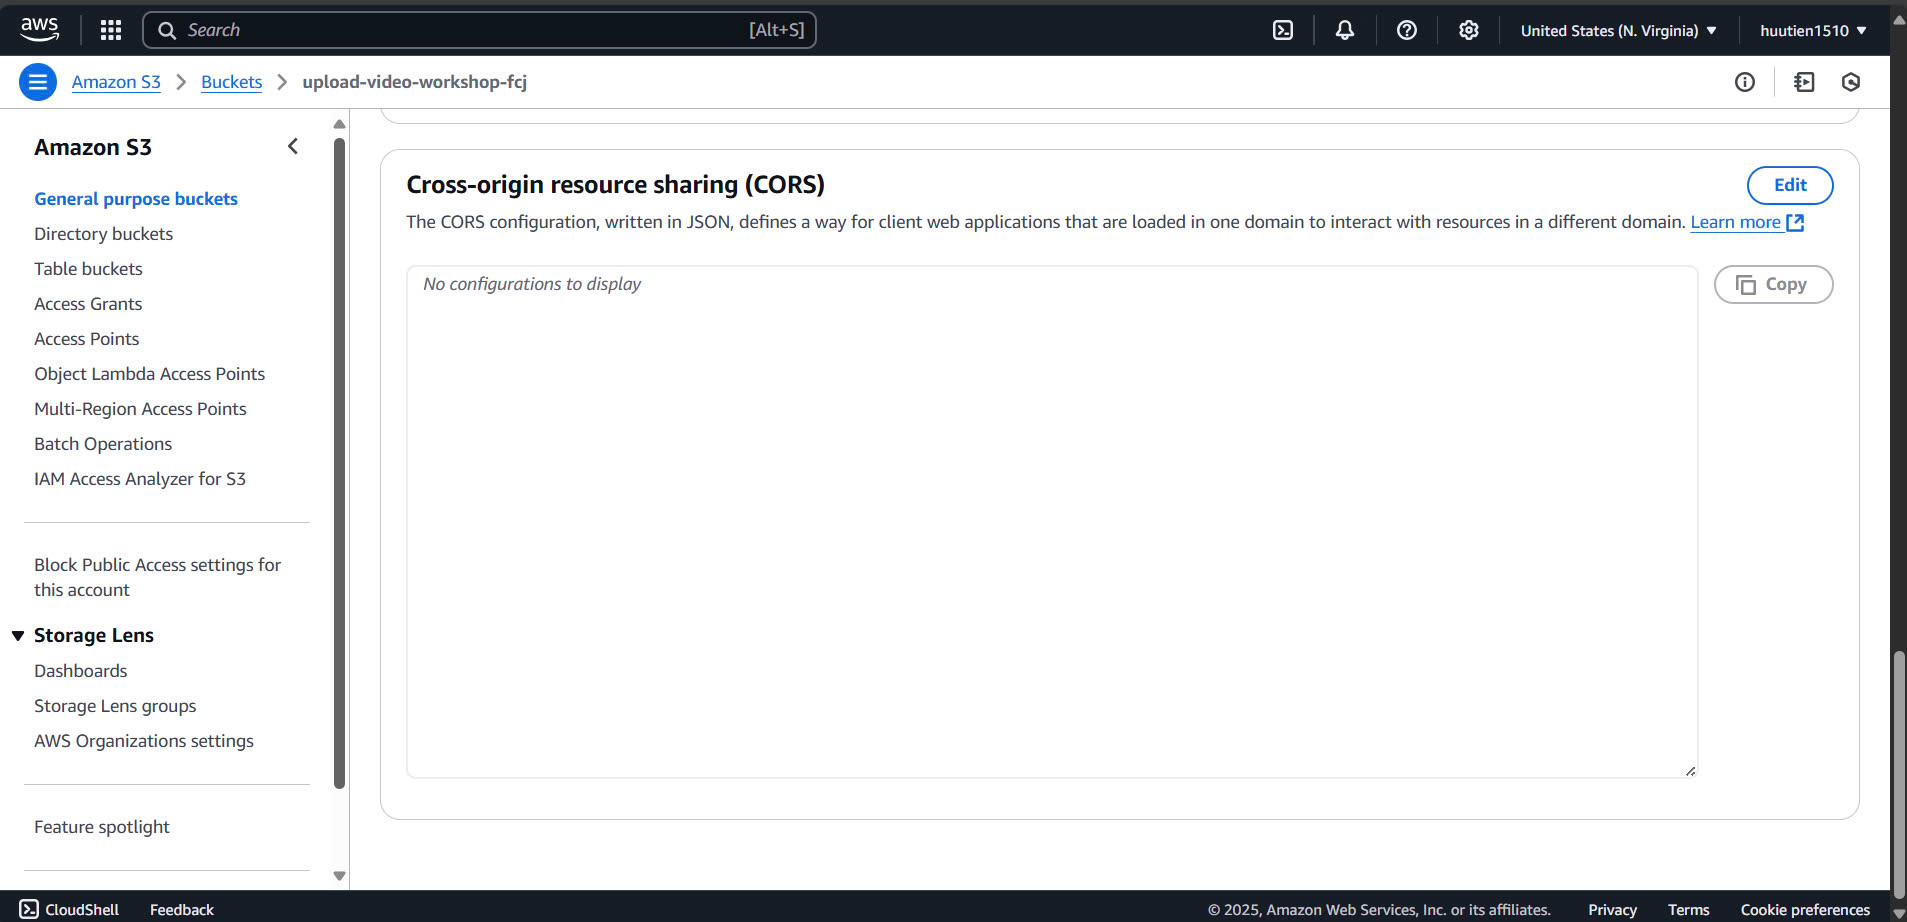 aws
Search [Alt+S]
United States (N. Virginia)
huutien1510
Amazon S3
Buckets
upload-video-workshop-fcj
Amazon S3
General purpose buckets
Directory buckets
Table buckets
Access Grants
Access Points
Object Lambda Access Points
Multi-Region Access Points
Batch Operations
IAM Access Analyzer for S3
Block Public Access settings for
this account
Storage Lens
Dashboards
Storage Lens groups
AWS Organizations settings
Feature spotlight
Cross-origin resource sharing (CORS)
Edit
The CORS configuration, written in JSON, defines a way for client web applications that are loaded in one domain to interact with resources in a different domain. Learn more
No configurations to display
Copy
CloudShell
Feedback
© 2025, Amazon Web Services, Inc. or its affiliates.
Privacy
Terms
Cookie preferences